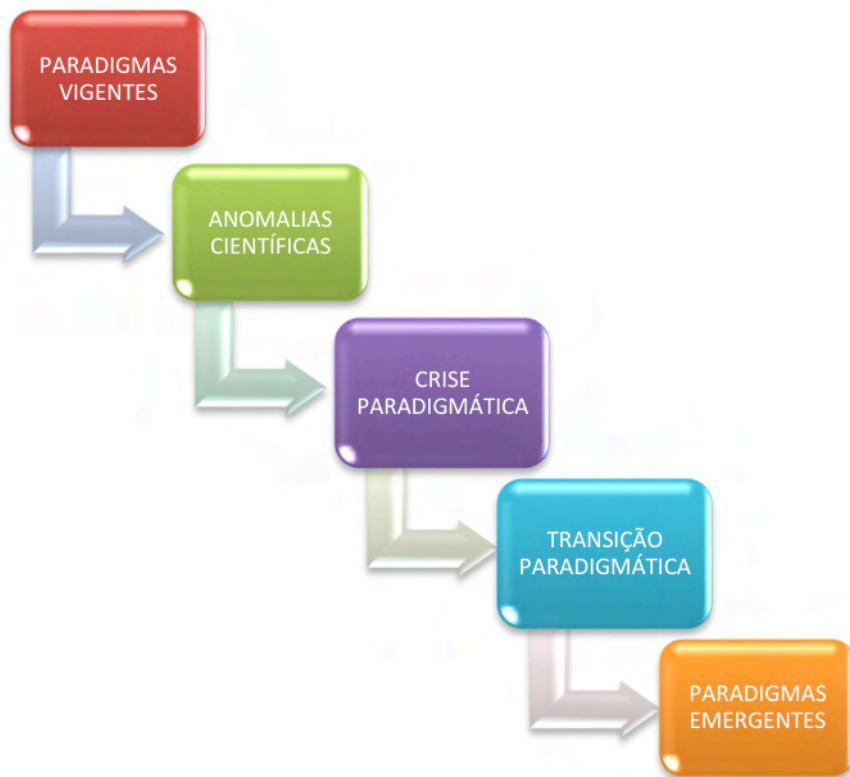 PARADIGMAS
VIGENTES
ANOMALIAS
CIENTÍFICAS
CRISE
PARADIGMÁTICA
TRANSIÇÃO
PARADIGMÁTICA
PARADIGMAS
EMERGENTES